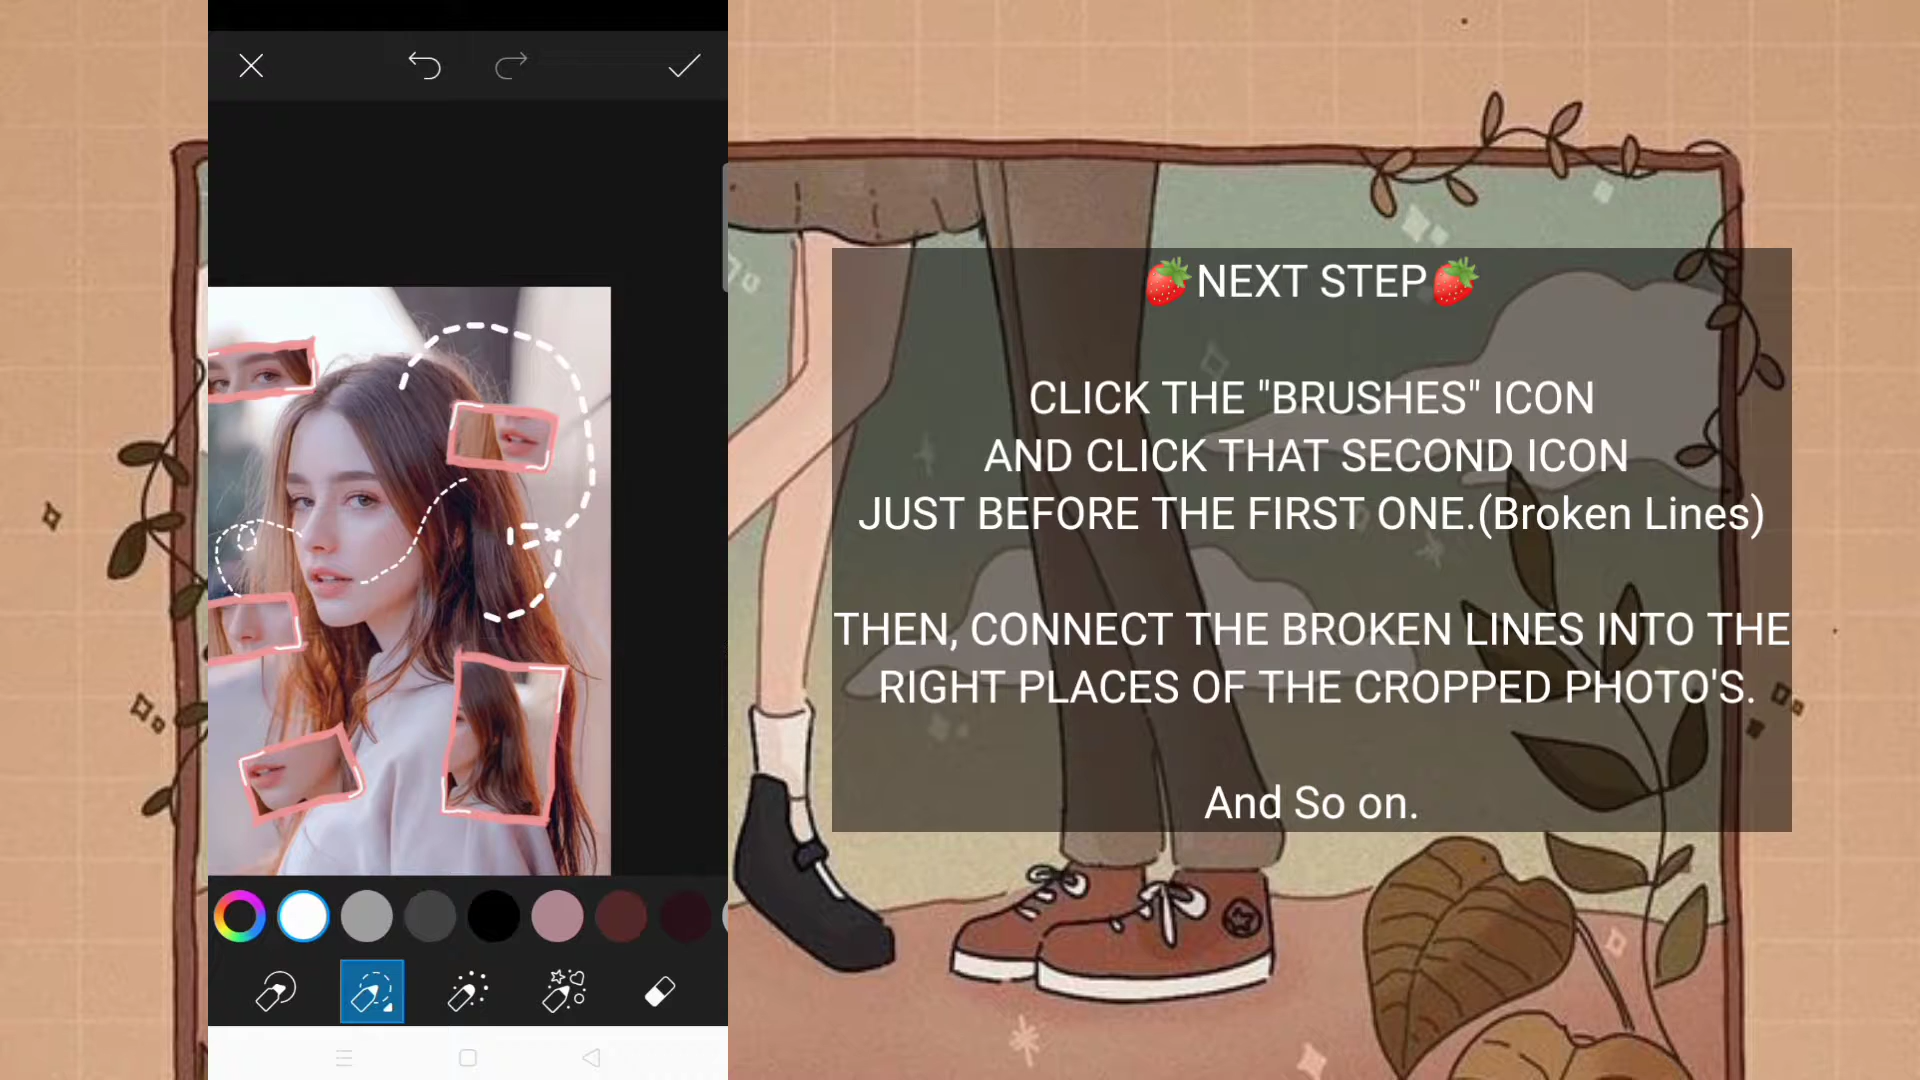 🍓NEXT STEP🍓
CLICK THE "BRUSHES" ICON
AND CLICK THAT SECOND ICON
JUST BEFORE THE FIRST ONE.(Broken Lines)
THEN, CONNECT THE BROKEN LINES INTO THE
RIGHT PLACES OF THE CROPPED PHOTO'S.
And So on.